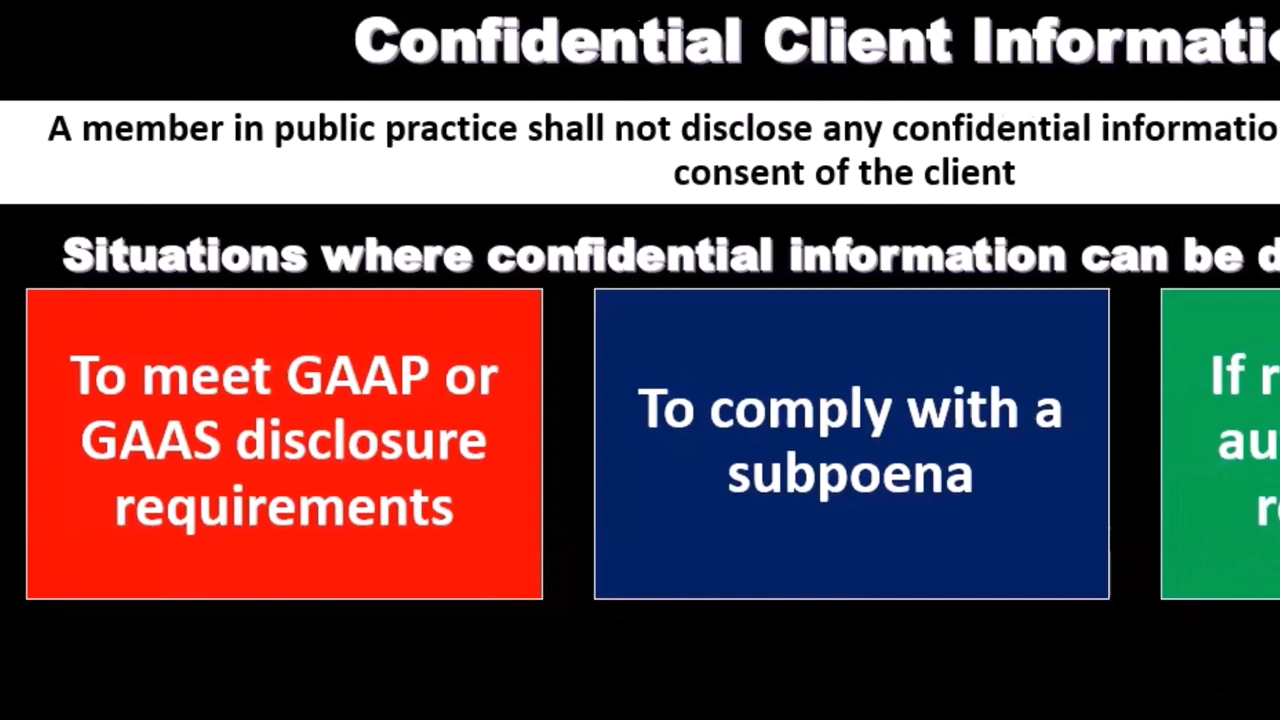 Confidential Client Informatio
A member in public practice shall not disclose any confidential informatio
consent of the client
Situations where confidential information can be d
To meet GAAP or
GAAS disclosure
requirements
To comply with a
subpoena
If r
au
re